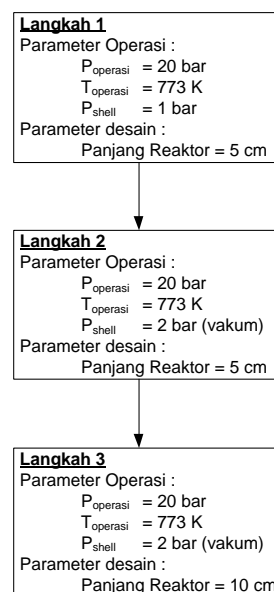 Langkah 1
Parameter Operasi :
Poperasi = 20 bar
Toperasi = 773 K
Pshell = 1 bar
Parameter desain :
Panjang Reaktor = 5 cm
Langkah 2
Parameter Operasi :
Poperasi = 20 bar
Toperasi = 773 K
Pshell = 2 bar (vakum)
Parameter desain :
Panjang Reaktor = 5 cm
Langkah 3
Parameter Operasi :
Poperasi = 20 bar
Toperasi = 773 K
Pshell = 2 bar (vakum)
Parameter desain :
Panjang Reaktor = 10 cm